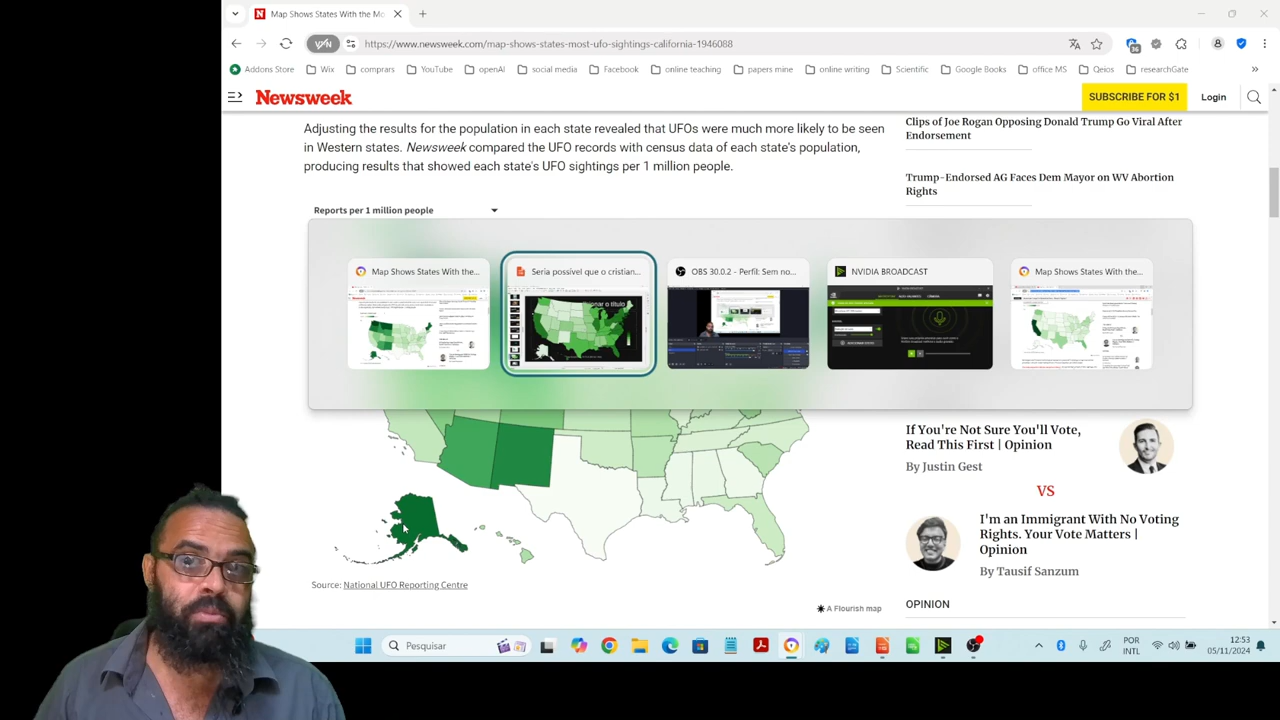 Map Shows States With the Mo
https://www.newsweek.com/map-shows-states-most-ufo-sightings-california-1946088
VPN
36
Addons Store
Wix
comprars
YouTube
openAI
social media
Facebook
online teaching
papers mine
online writing
Scientific
Google Books
office MS
Qeios
researchGate
Newsweek
SUBSCRIBE FOR $1
Login
Adjusting the results for the population in each state revealed that UFOs were much more likely to be seen
in Western states. Newsweek compared the UFO records with census data of each state's population,
producing results that showed each state's UFO sightings per 1 million people.
Clips of Joe Rogan Opposing Donald Trump Go Viral After
Endorsement
Trump-Endorsed AG Faces Dem Mayor on WV Abortion
Rights
Reports per 1 million people
Map Shows States With the...
Seria possível que o cristian...
OBS 30.0.2 - Perfil: Sem no...
NVIDIA BROADCAST
Map Shows States With the...
If You're Not Sure You'll Vote,
Read This First | Opinion
By Justin Gest
VS
I'm an Immigrant With No Voting
Rights. Your Vote Matters |
Opinion
By Tausif Sanzum
Source: National UFO Reporting Centre
A Flourish map
OPINION
Pesquisar
POR
INTL
12:53
05/11/2024